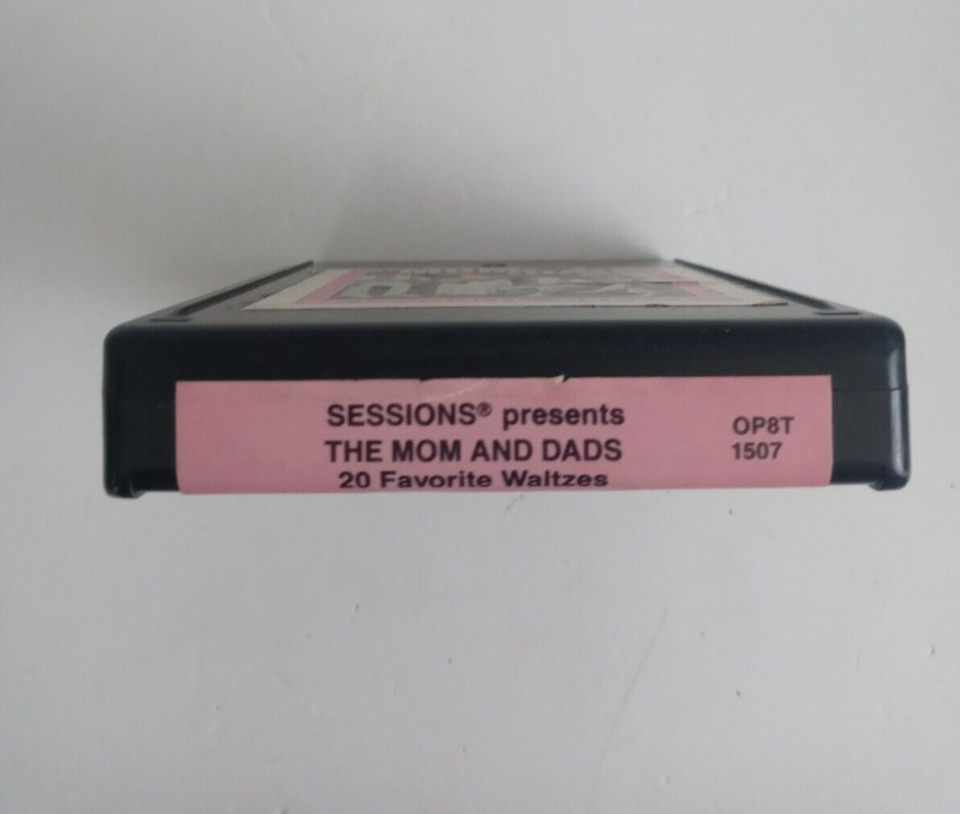 SESSIONS® presents
THE MOM AND DADS
20 Favorite Waltzes
OP8T
1507